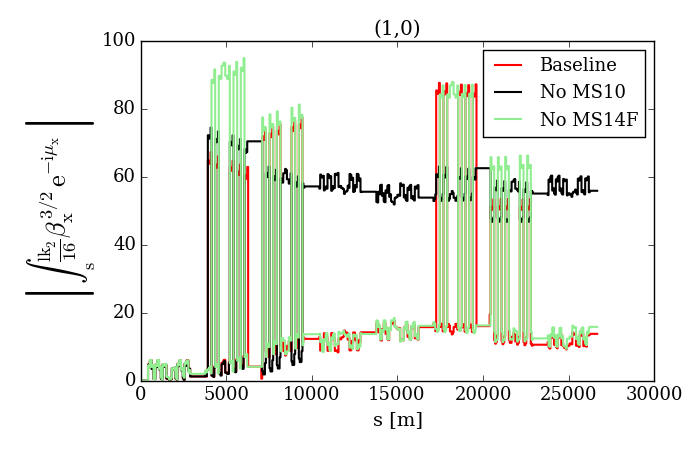 (1,0)
100
80
60
40
20
0
0 5000 10000 15000 20000 25000 30000
s [m]
|∫ₛ lk₂/16 βₓ^{3/2} e^{−iμₓ}|
Baseline
No MS10
No MS14F